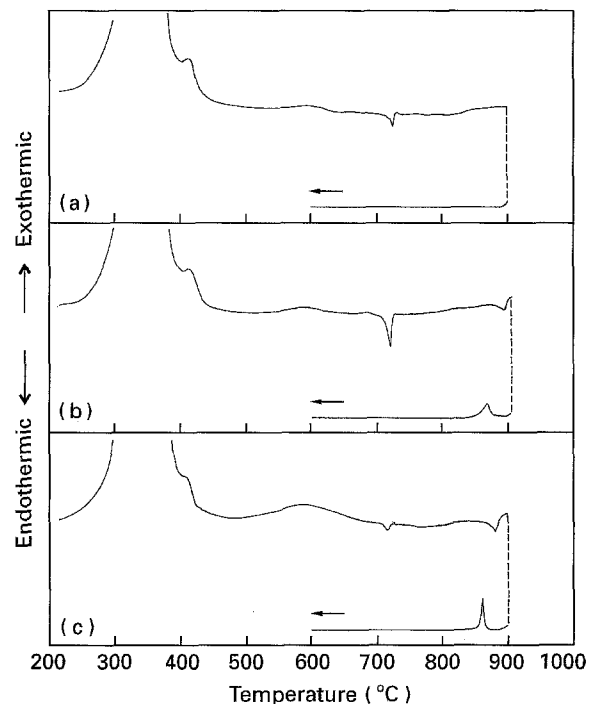 (a)
(b)
(c)
Endothermic ← → Exothermic
200 300 400 500 600 700 800 900 1000
Temperature (°C)